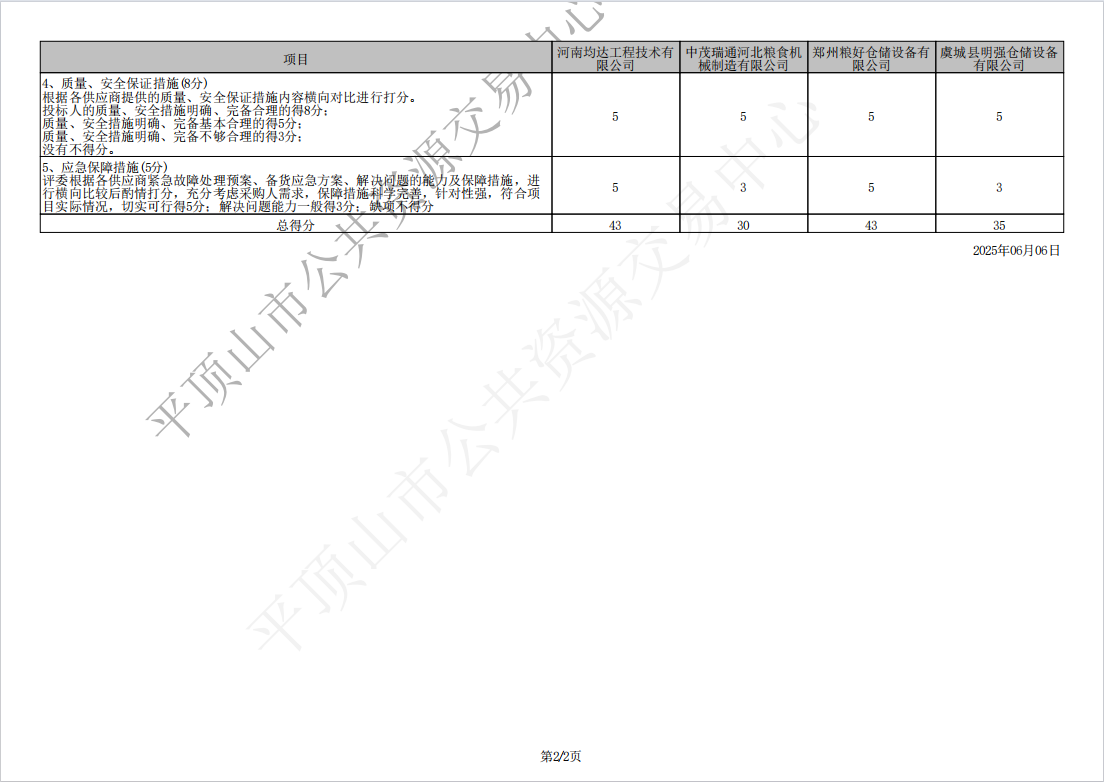 项目
河南均达工程技术有
限公司
中茂瑞通河北粮食机
械制造有限公司
郑州粮好仓储设备有
限公司
虞城县明强仓储设备
有限公司
4、质量、安全保证措施(8分)
根据各供应商提供的质量、安全保证措施内容横向对比进行打分。
投标人的质量、安全措施明确、完备合理的得8分；
质量、安全措施明确、完备基本合理的得5分；
质量、安全措施明确、完备不够合理的得3分；
没有不得分。
5
5
5
5
5、应急保障措施(5分)
评委根据各供应商紧急故障处理预案、备货应急方案、解决问题的能力及保障措施，进
行横向比较后酌情打分，充分考虑采购人需求，保障措施科学完善，针对性强，符合项
目实际情况，切实可行得5分；解决问题能力一般得3分；缺项不得分
5
3
5
3
总得分
43
30
43
35
2025年06月06日
平顶山市公共资源交易中心
平顶山市公共资源交易中心
第2/2页